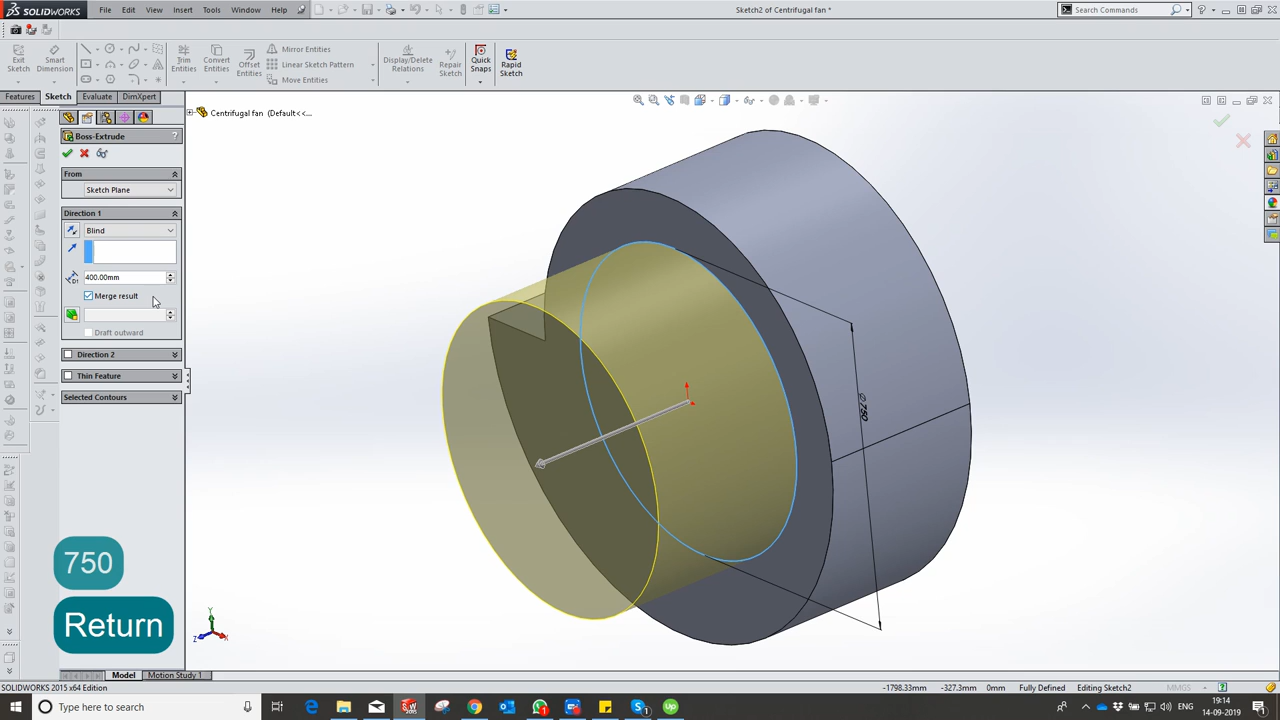 SOLIDWORKS
File Edit View Insert Tools Window Help
Sketch2 of Centrifugal fan *
Search Commands
Exit Sketch
Smart Dimension
Trim Entities
Convert Entities
Offset Entities
Mirror Entities
Linear Sketch Pattern
Move Entities
Display/Delete Relations
Repair Sketch
Quick Snaps
Rapid Sketch
Features Sketch Evaluate DimXpert
Centrifugal fan (Default<<...
Boss-Extrude
?
From
Sketch Plane
Direction 1
Blind
400.00mm
Merge result
Draft outward
Direction 2
Thin Feature
Selected Contours
⌀750
750
Return
Y
Z
X
Model Motion Study 1
SOLIDWORKS 2015 x64 Edition
-1798.33mm -327.3mm 0mm Fully Defined Editing Sketch2 MMGS
Type here to search
ENG
19:14
14-09-2019